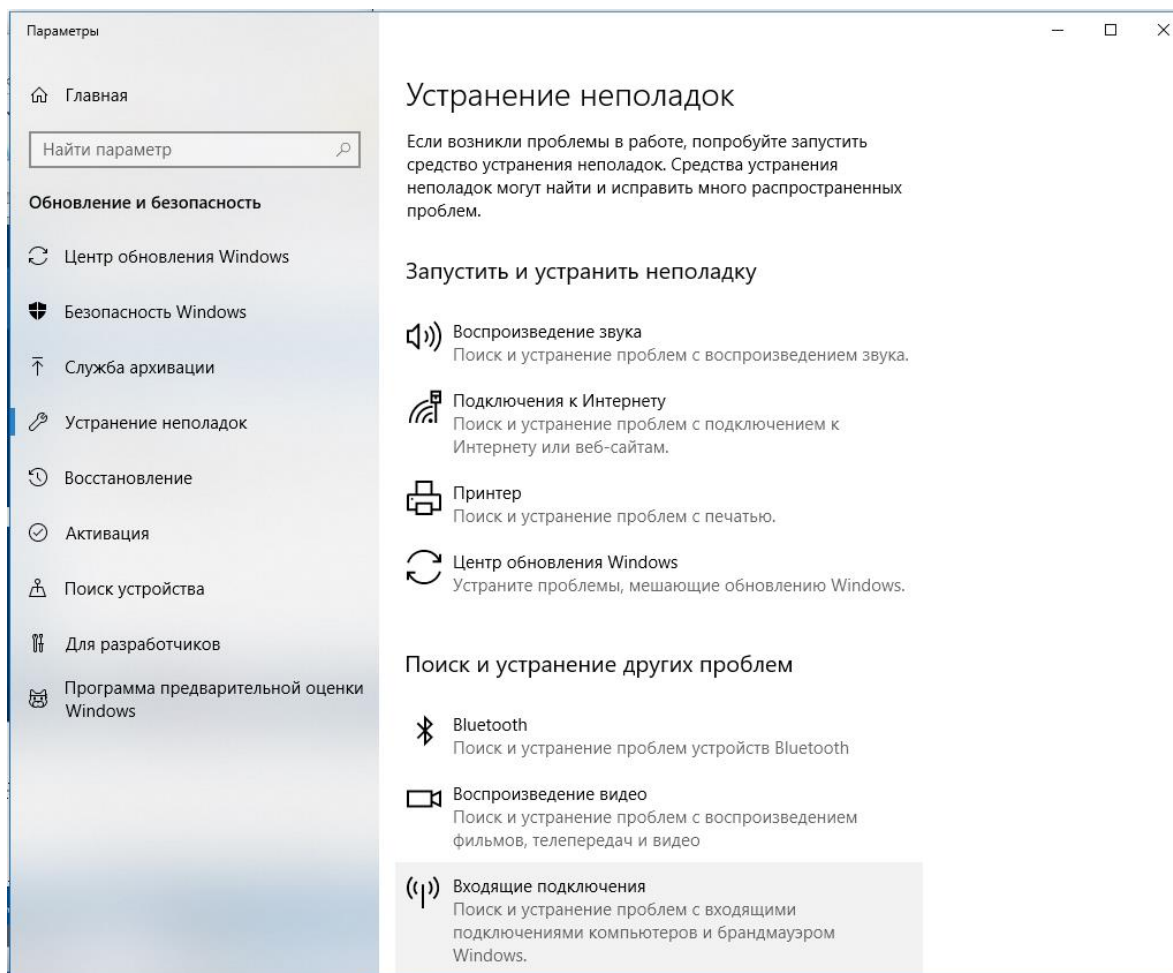 Параметры
Главная
Найти параметр
Обновление и безопасность
Центр обновления Windows
Безопасность Windows
Служба архивации
Устранение неполадок
Восстановление
Активация
Поиск устройства
Для разработчиков
Программа предварительной оценки
Windows
Устранение неполадок
Если возникли проблемы в работе, попробуйте запустить
средство устранения неполадок. Средства устранения
неполадок могут найти и исправить много распространенных
проблем.
Запустить и устранить неполадку
Воспроизведение звука
Поиск и устранение проблем с воспроизведением звука.
Подключения к Интернету
Поиск и устранение проблем с подключением к
Интернету или веб-сайтам.
Принтер
Поиск и устранение проблем с печатью.
Центр обновления Windows
Устраните проблемы, мешающие обновлению Windows.
Поиск и устранение других проблем
Bluetooth
Поиск и устранение проблем устройств Bluetooth
Воспроизведение видео
Поиск и устранение проблем с воспроизведением
фильмов, телепередач и видео
Входящие подключения
Поиск и устранение проблем с входящими
подключениями компьютеров и брандмауэром
Windows.